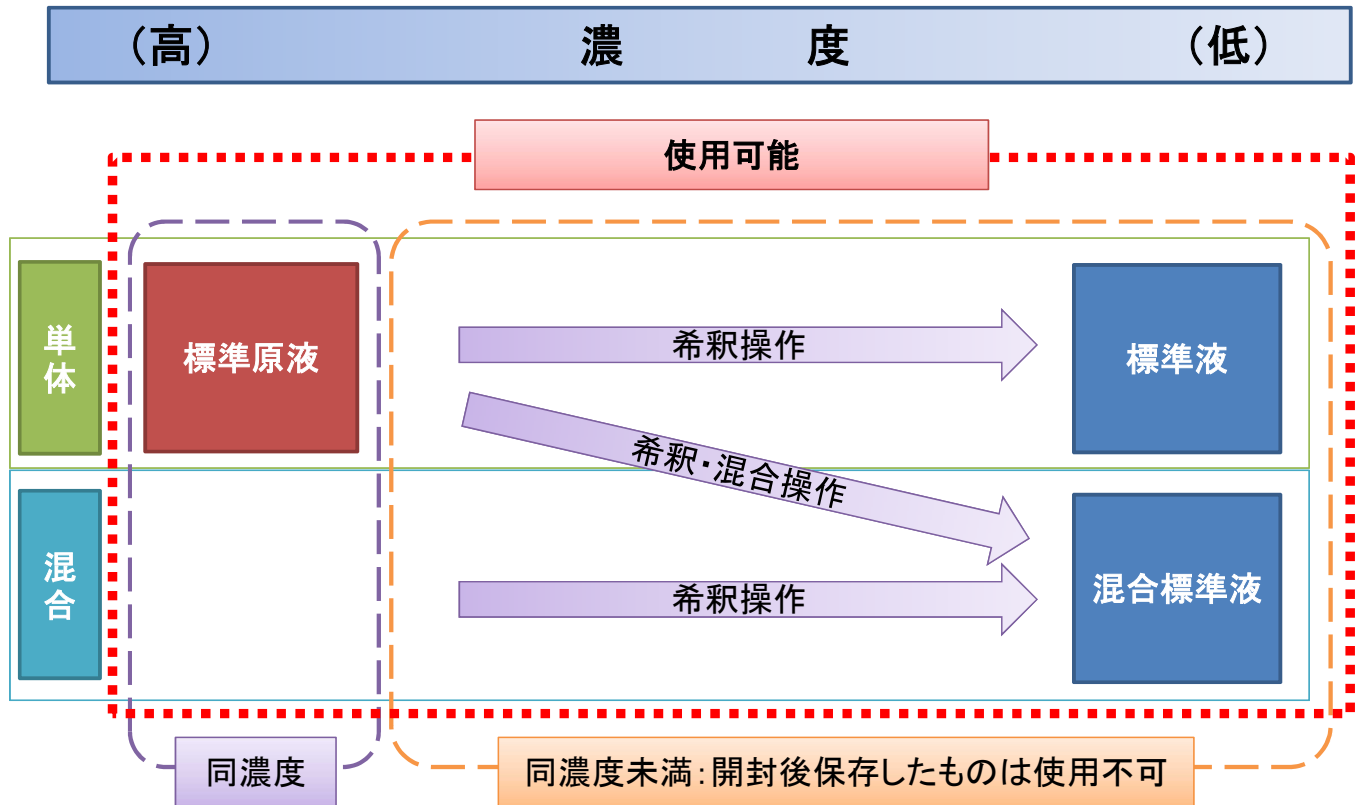 （高） 濃 度 （低）
使用可能
単体
標準原液
希釈操作
標準液
希釈・混合操作
混合
希釈操作
混合標準液
同濃度
同濃度未満：開封後保存したものは使用不可